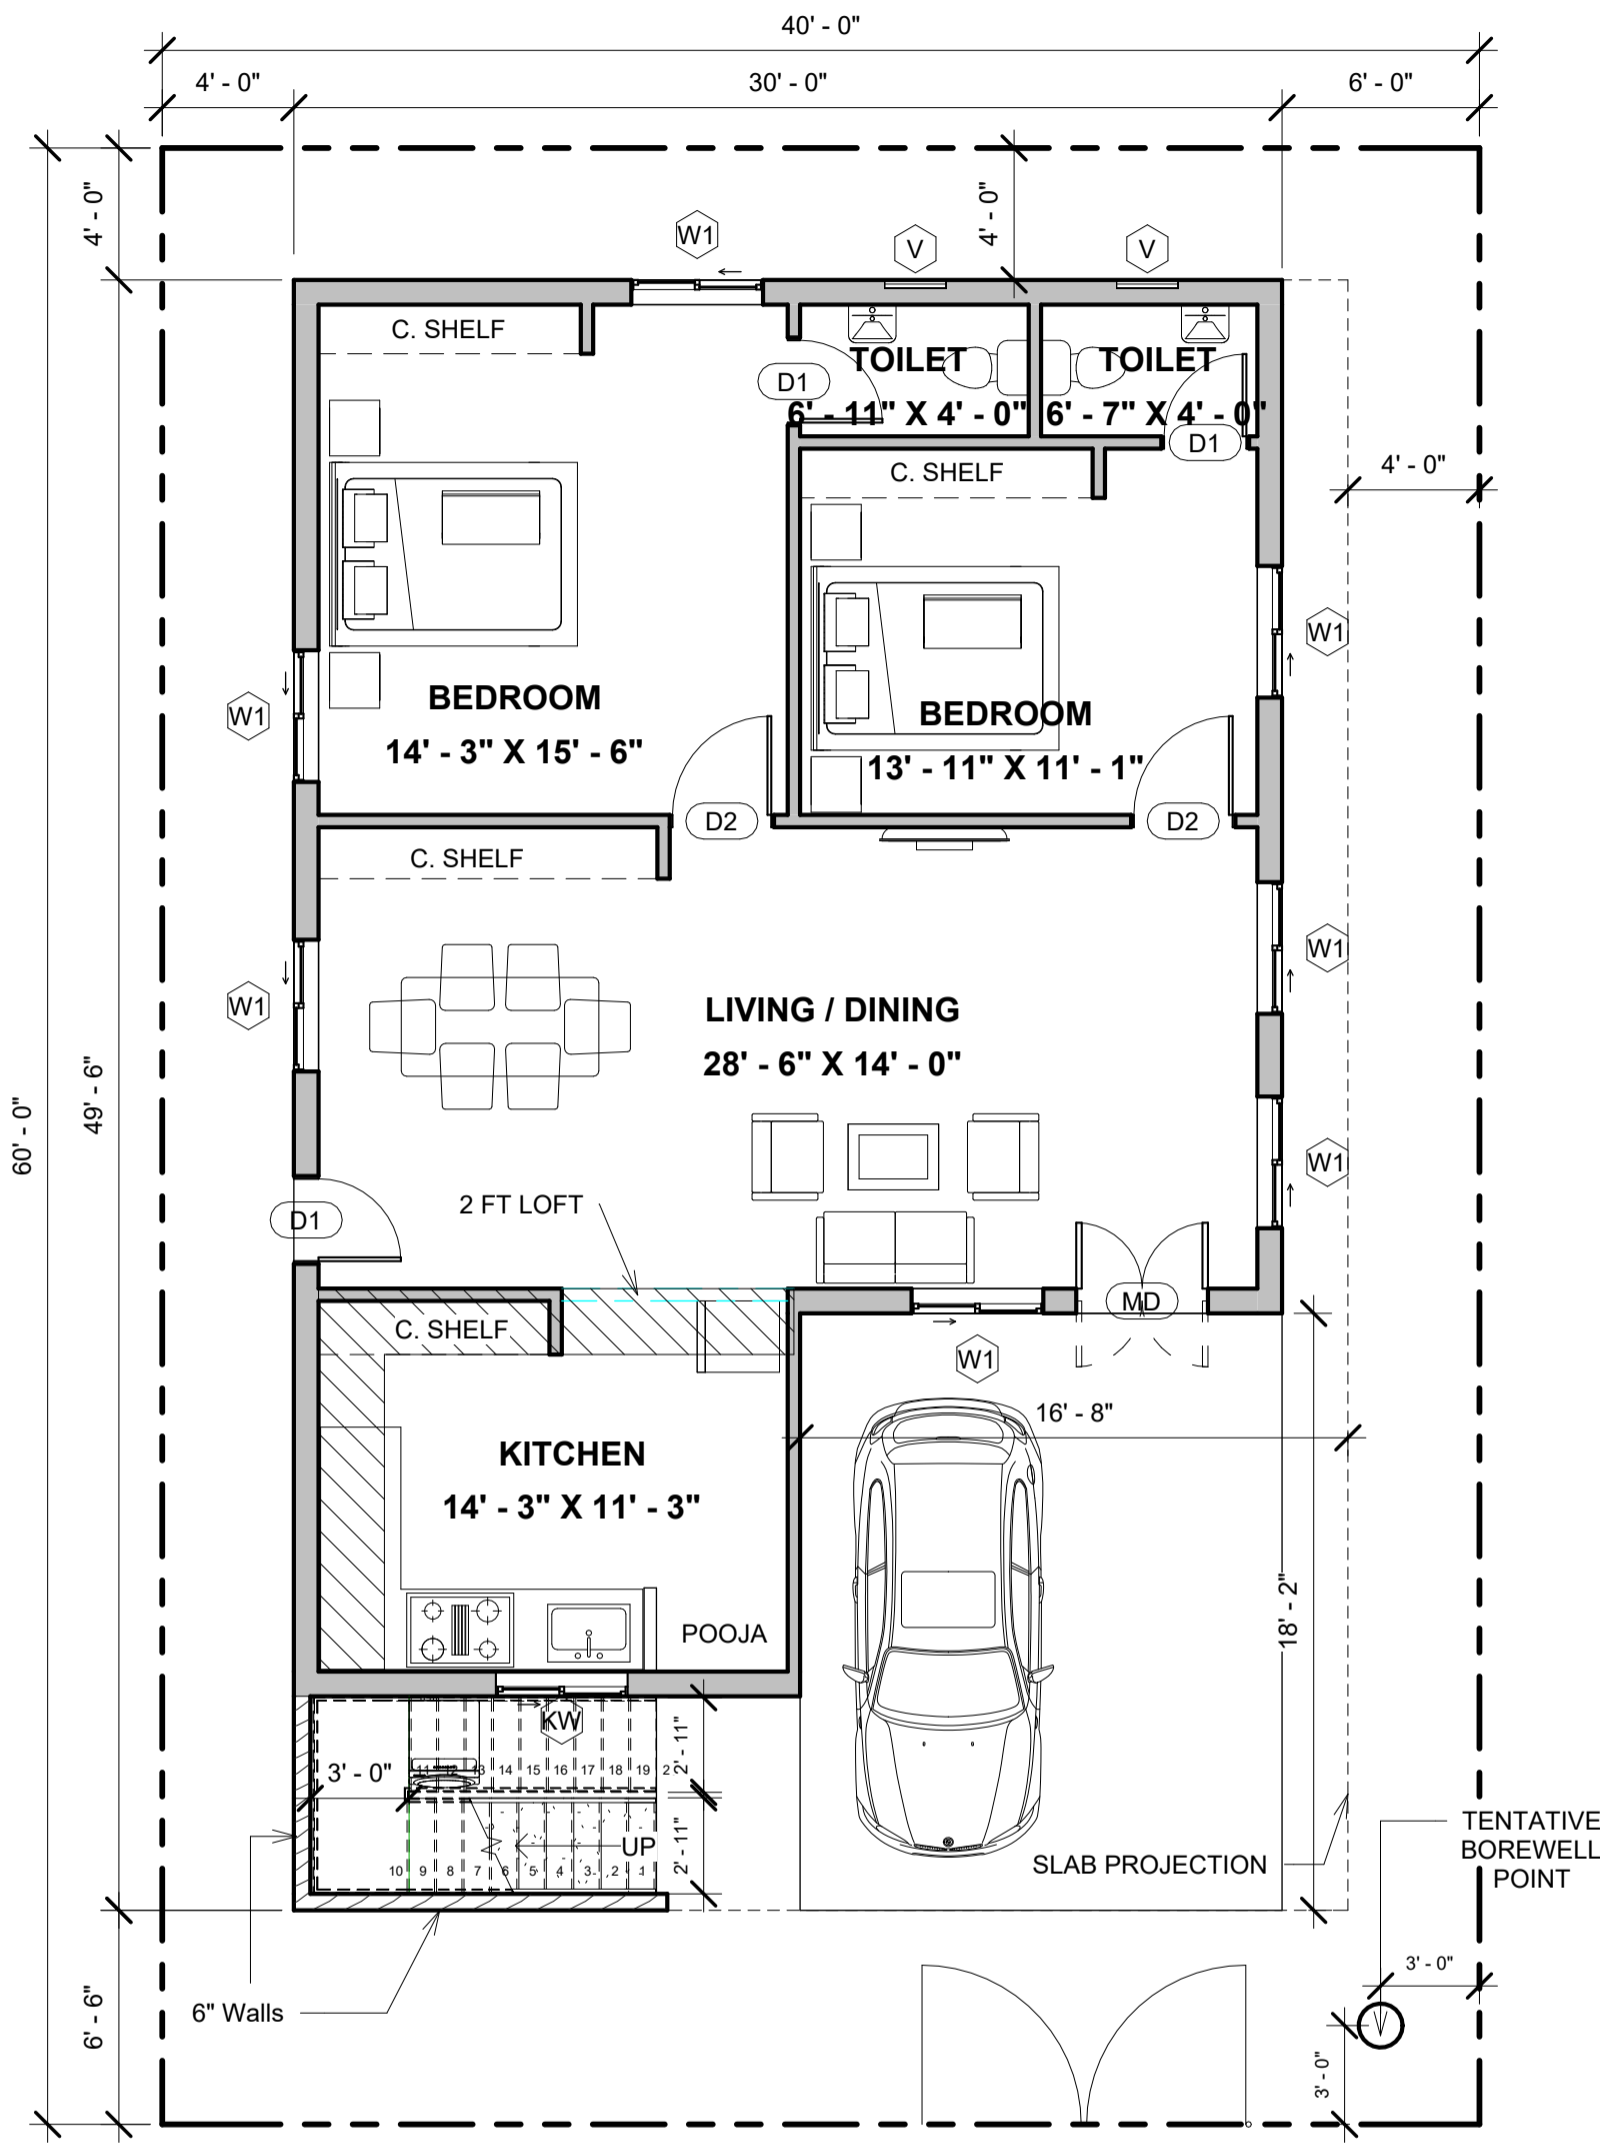 40' - 0"
4' - 0" 30' - 0" 6' - 0"
4' - 0" 4' - 0"
W1 V V
C. SHELF
D1 TOILET TOILET
6' - 11" X 4' - 0" 6' - 7" X 4' - 0"
D1
C. SHELF 4' - 0"
W1
BEDROOM
14' - 3" X 15' - 6"
W1
BEDROOM
13' - 11" X 11' - 1"
D2 D2
C. SHELF
W1
W1
LIVING / DINING
28' - 6" X 14' - 0"
49' - 6"
60' - 0"
W1
2 FT LOFT
D1
MD
C. SHELF
W1
16' - 8"
KITCHEN
14' - 3" X 11' - 3"
18' - 2"
POOJA
KW
2' - 11"
3' - 0"
11 12 13 14 15 16 17 18 19 2
UP
2' - 11"
10 9 8 7 6 5 4 3 2 1
SLAB PROJECTION
TENTATIVE
BOREWELL
POINT
6" Walls
6' - 6"
3' - 0"
3' - 0"